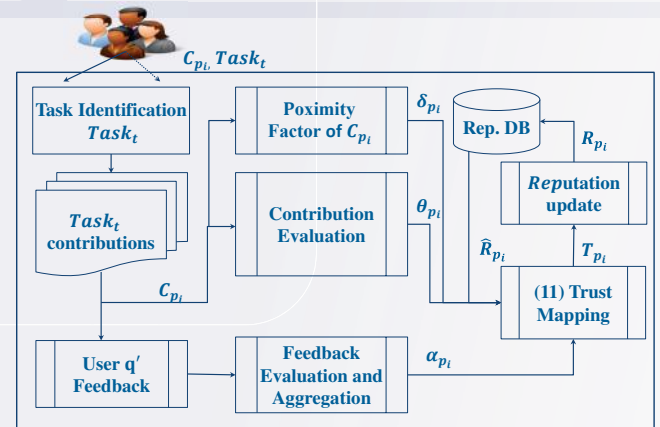 C_{p_i}, Task_t
Task Identification
Task_t
Poximity
Factor of C_{p_i}
δ_{p_i}
Rep. DB
R_{p_i}
Reputation
update
Task_t
contributions
Contribution
Evaluation
θ_{p_i}
R̂_{p_i}
T_{p_i}
C_{p_i}
(11) Trust
Mapping
User q′
Feedback
Feedback
Evaluation and
Aggregation
α_{p_i}